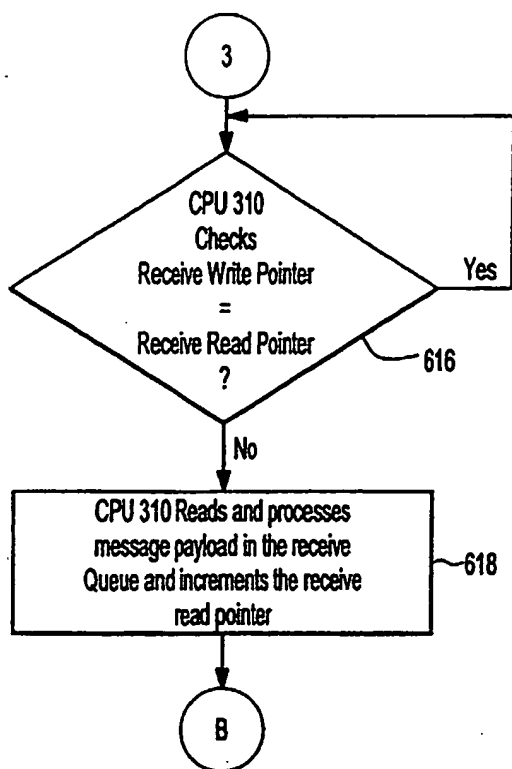 3
CPU 310
Checks
Receive Write Pointer
=
Receive Read Pointer
?
Yes
616
No
CPU 310 Reads and processes
message payload in the receive
Queue and increments the receive
read pointer
618
B